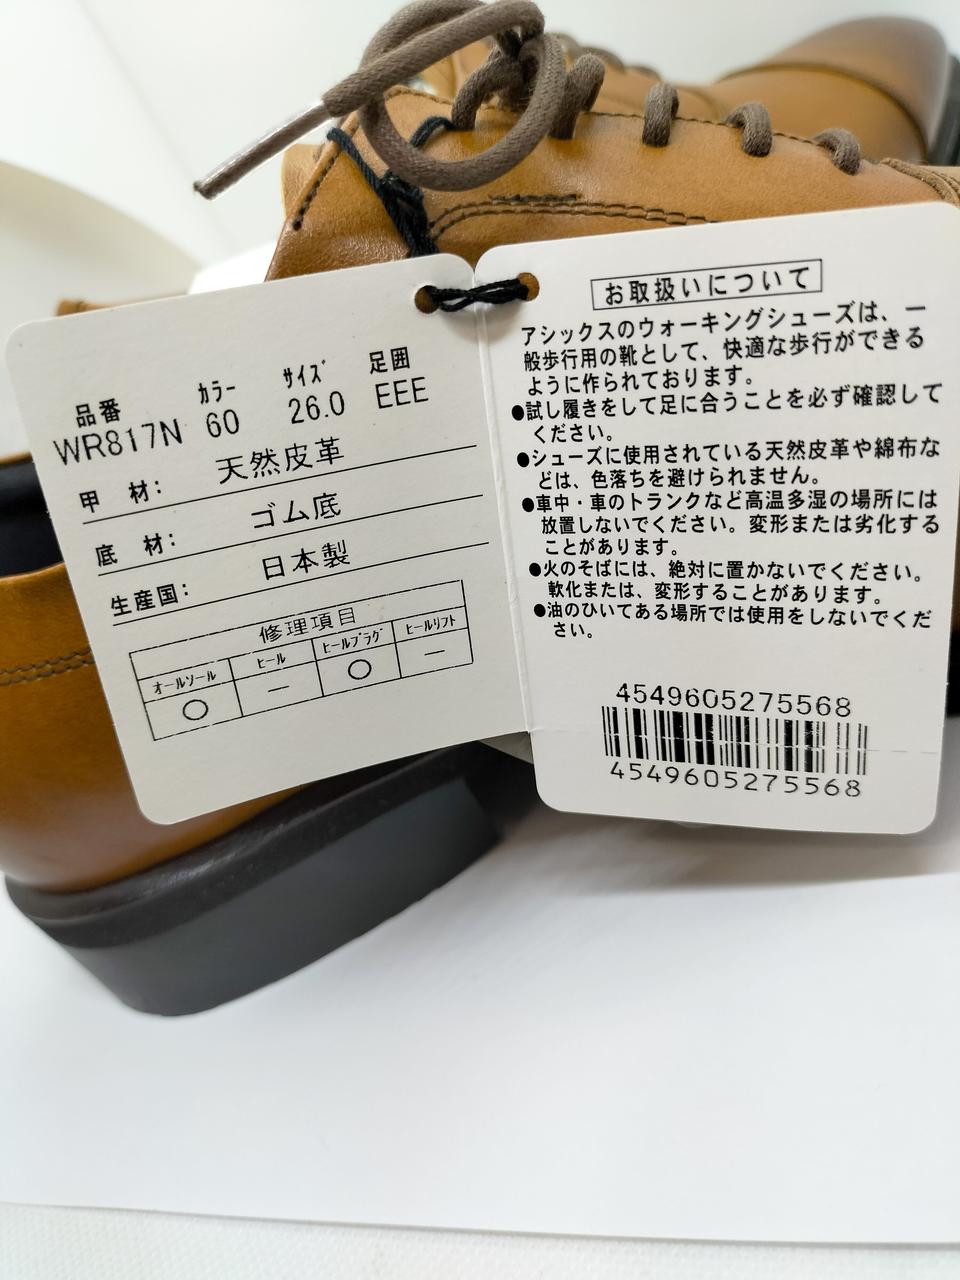 品番 カラー サイズ 足囲
WR817N 60 26.0 EEE
甲 材: 天然皮革
底 材: ゴム底
生産国: 日本製
修理項目
オールソール ヒール ヒールプラグ ヒールリフト
○ － ○ －
お取扱いについて
アシックスのウォーキングシューズは、一
般歩行用の靴として、快適な歩行ができる
ように作られております。
●試し履きをして足に合うことを必ず確認して
ください。
●シューズに使用されている天然皮革や綿布な
どは、色落ちを避けられません。
●車中・車のトランクなど高温多湿の場所には
放置しないでください。変形または劣化する
ことがあります。
●火のそばには、絶対に置かないでください。
軟化または、変形することがあります。
●油のひいてある場所では使用をしないでくだ
さい。
4549605275568
4549605275568